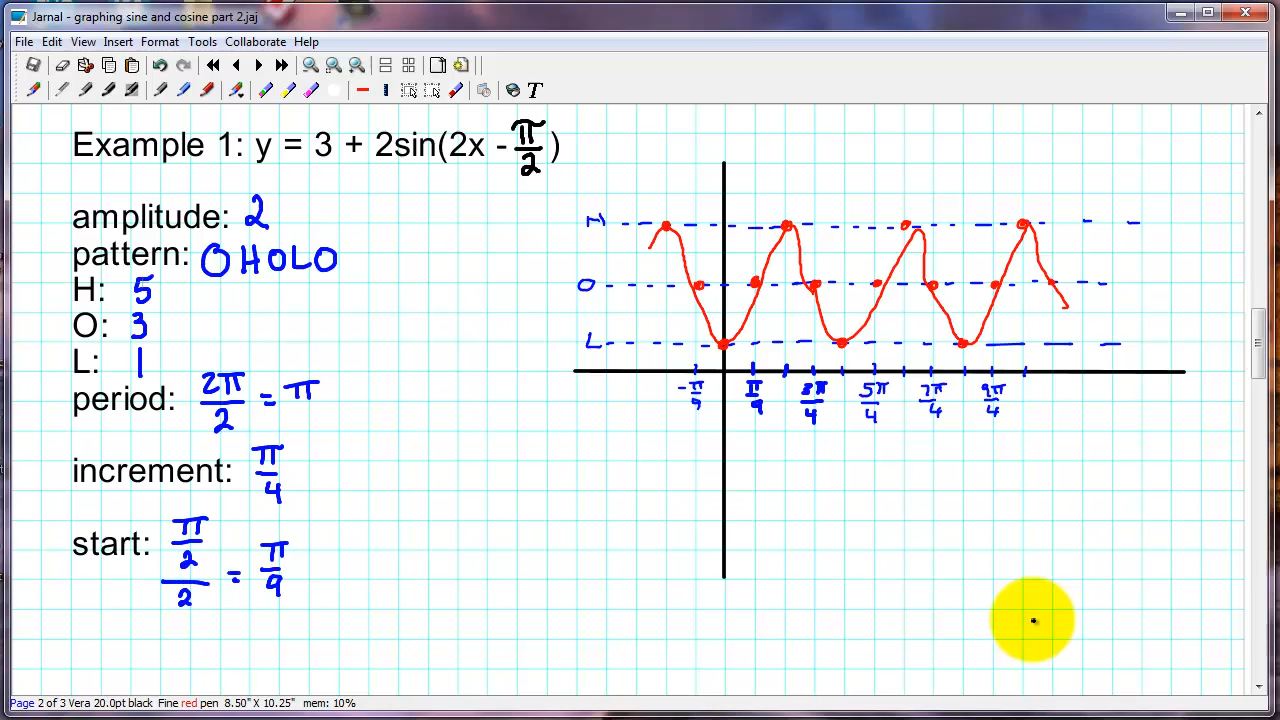 Jarnal - graphing sine and cosine part 2.jaj
File Edit View Insert Format Tools Collaborate Help
T
Example 1: y = 3 + 2sin(2x - π/2)
amplitude: 2
pattern: OHOLO
H: 5
O: 3
L: 1
period: 2π/2 = π
increment: π/4
start: π/2/2 = π/9
H
O
L
-π/9 π/9 3π/4 5π/4 7π/4 9π/4
Page 2 of 3 Vera 20.0pt black Fine red pen 8.50" X 10.25" mem: 10%